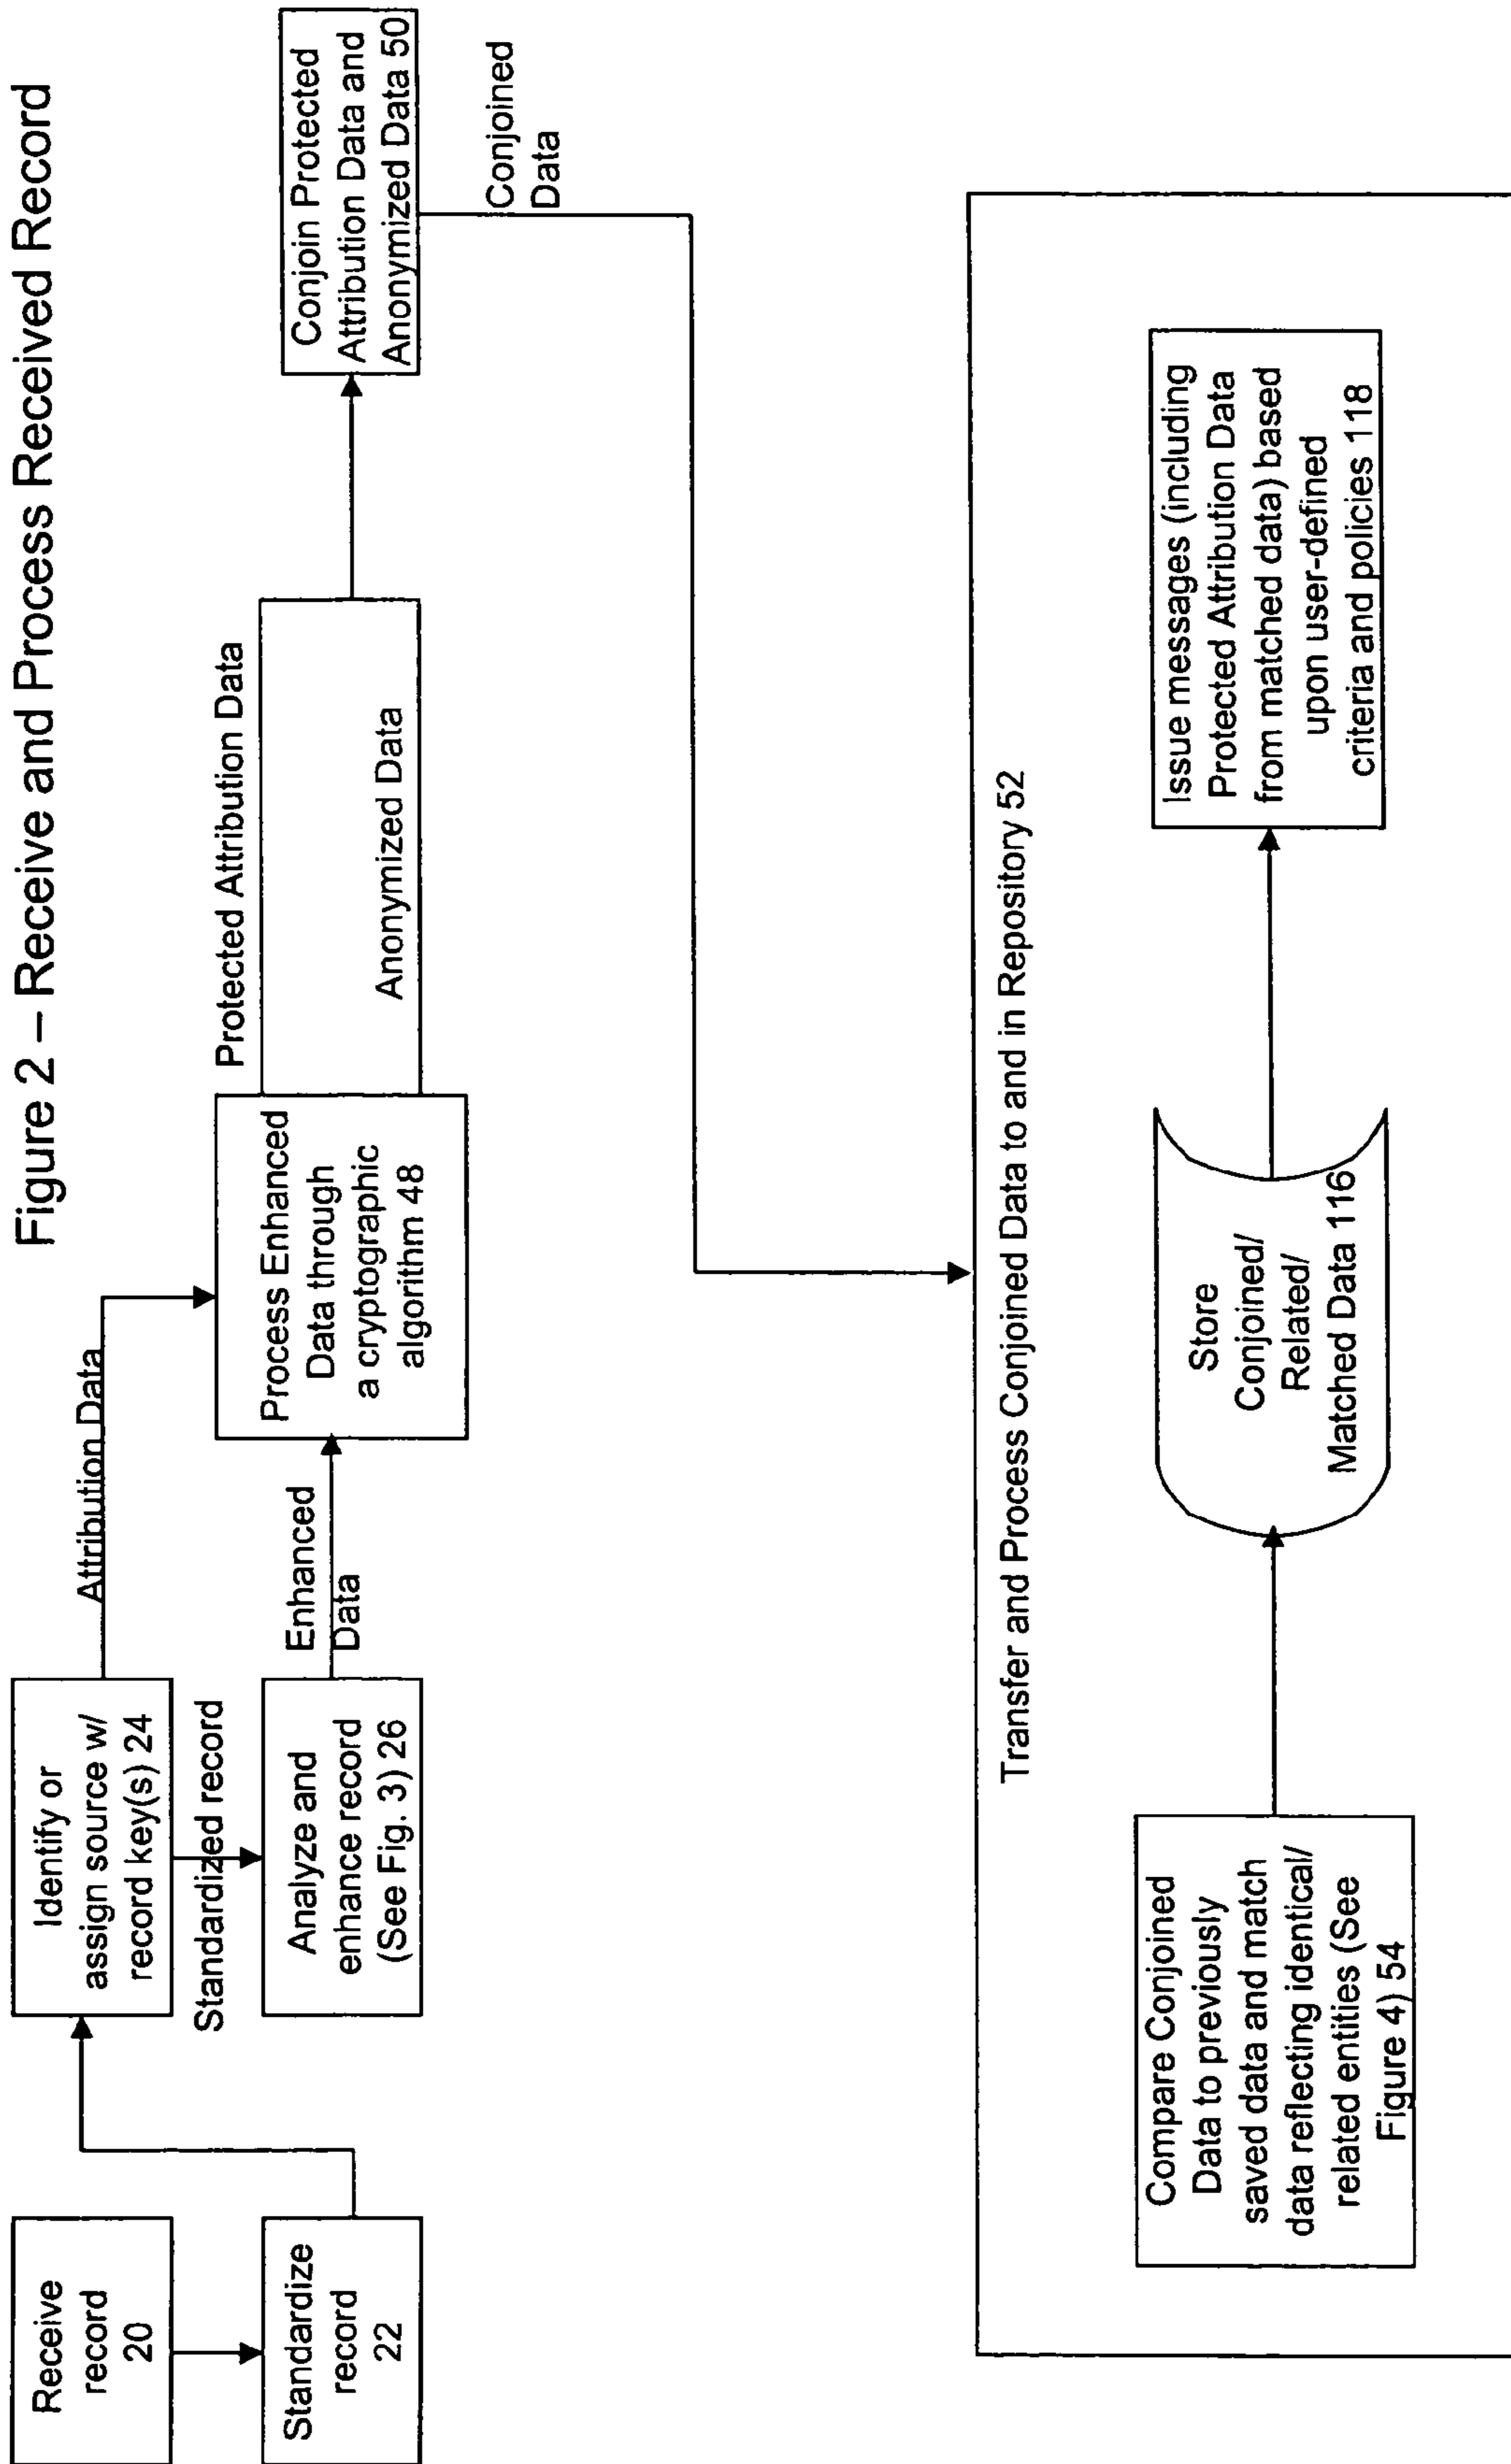 Figure 2 – Receive and Process Received Record
Receive
record
20
Standardize
record
22
Identify or
assign source w/
record key(s) 24
Standardized record
Analyze and
enhance record
(See Fig. 3) 26
Attribution Data
Enhanced
Data
Process Enhanced
Data through
a cryptographic
algorithm 48
Protected Attribution Data
Anonymized Data
Conjoin Protected
Attribution Data and
Anonymized Data 50
Conjoined
Data
Transfer and Process Conjoined Data to and in Repository 52
Compare Conjoined
Data to previously
saved data and match
data reflecting identical/
related entities (See
Figure 4) 54
Store
Conjoined/
Related/
Matched Data 116
Issue messages (including
Protected Attribution Data
from matched data) based
upon user-defined
criteria and policies 118